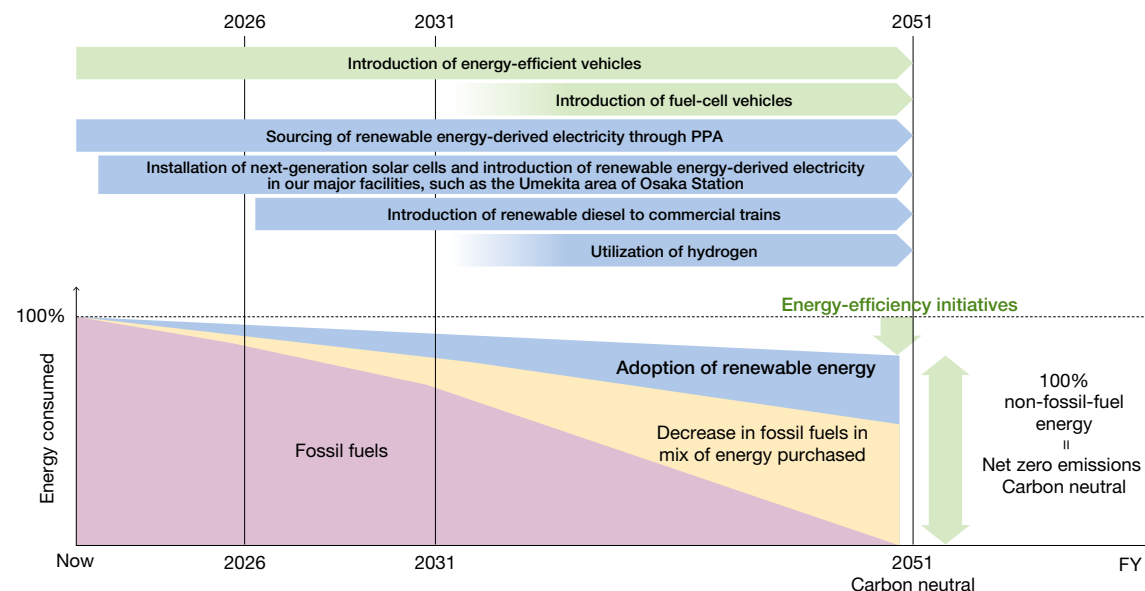 2026
2031
2051
Introduction of energy-efficient vehicles
Introduction of fuel-cell vehicles
Sourcing of renewable energy-derived electricity through PPA
Installation of next-generation solar cells and introduction of renewable energy-derived electricity
in our major facilities, such as the Umekita area of Osaka Station
Introduction of renewable diesel to commercial trains
Utilization of hydrogen
Energy-efficiency initiatives
100%
Energy consumed
Adoption of renewable energy
Decrease in fossil fuels in
mix of energy purchased
Fossil fuels
100%
non-fossil-fuel
energy
=
Net zero emissions
Carbon neutral
Now
2026
2031
2051
FY
Carbon neutral